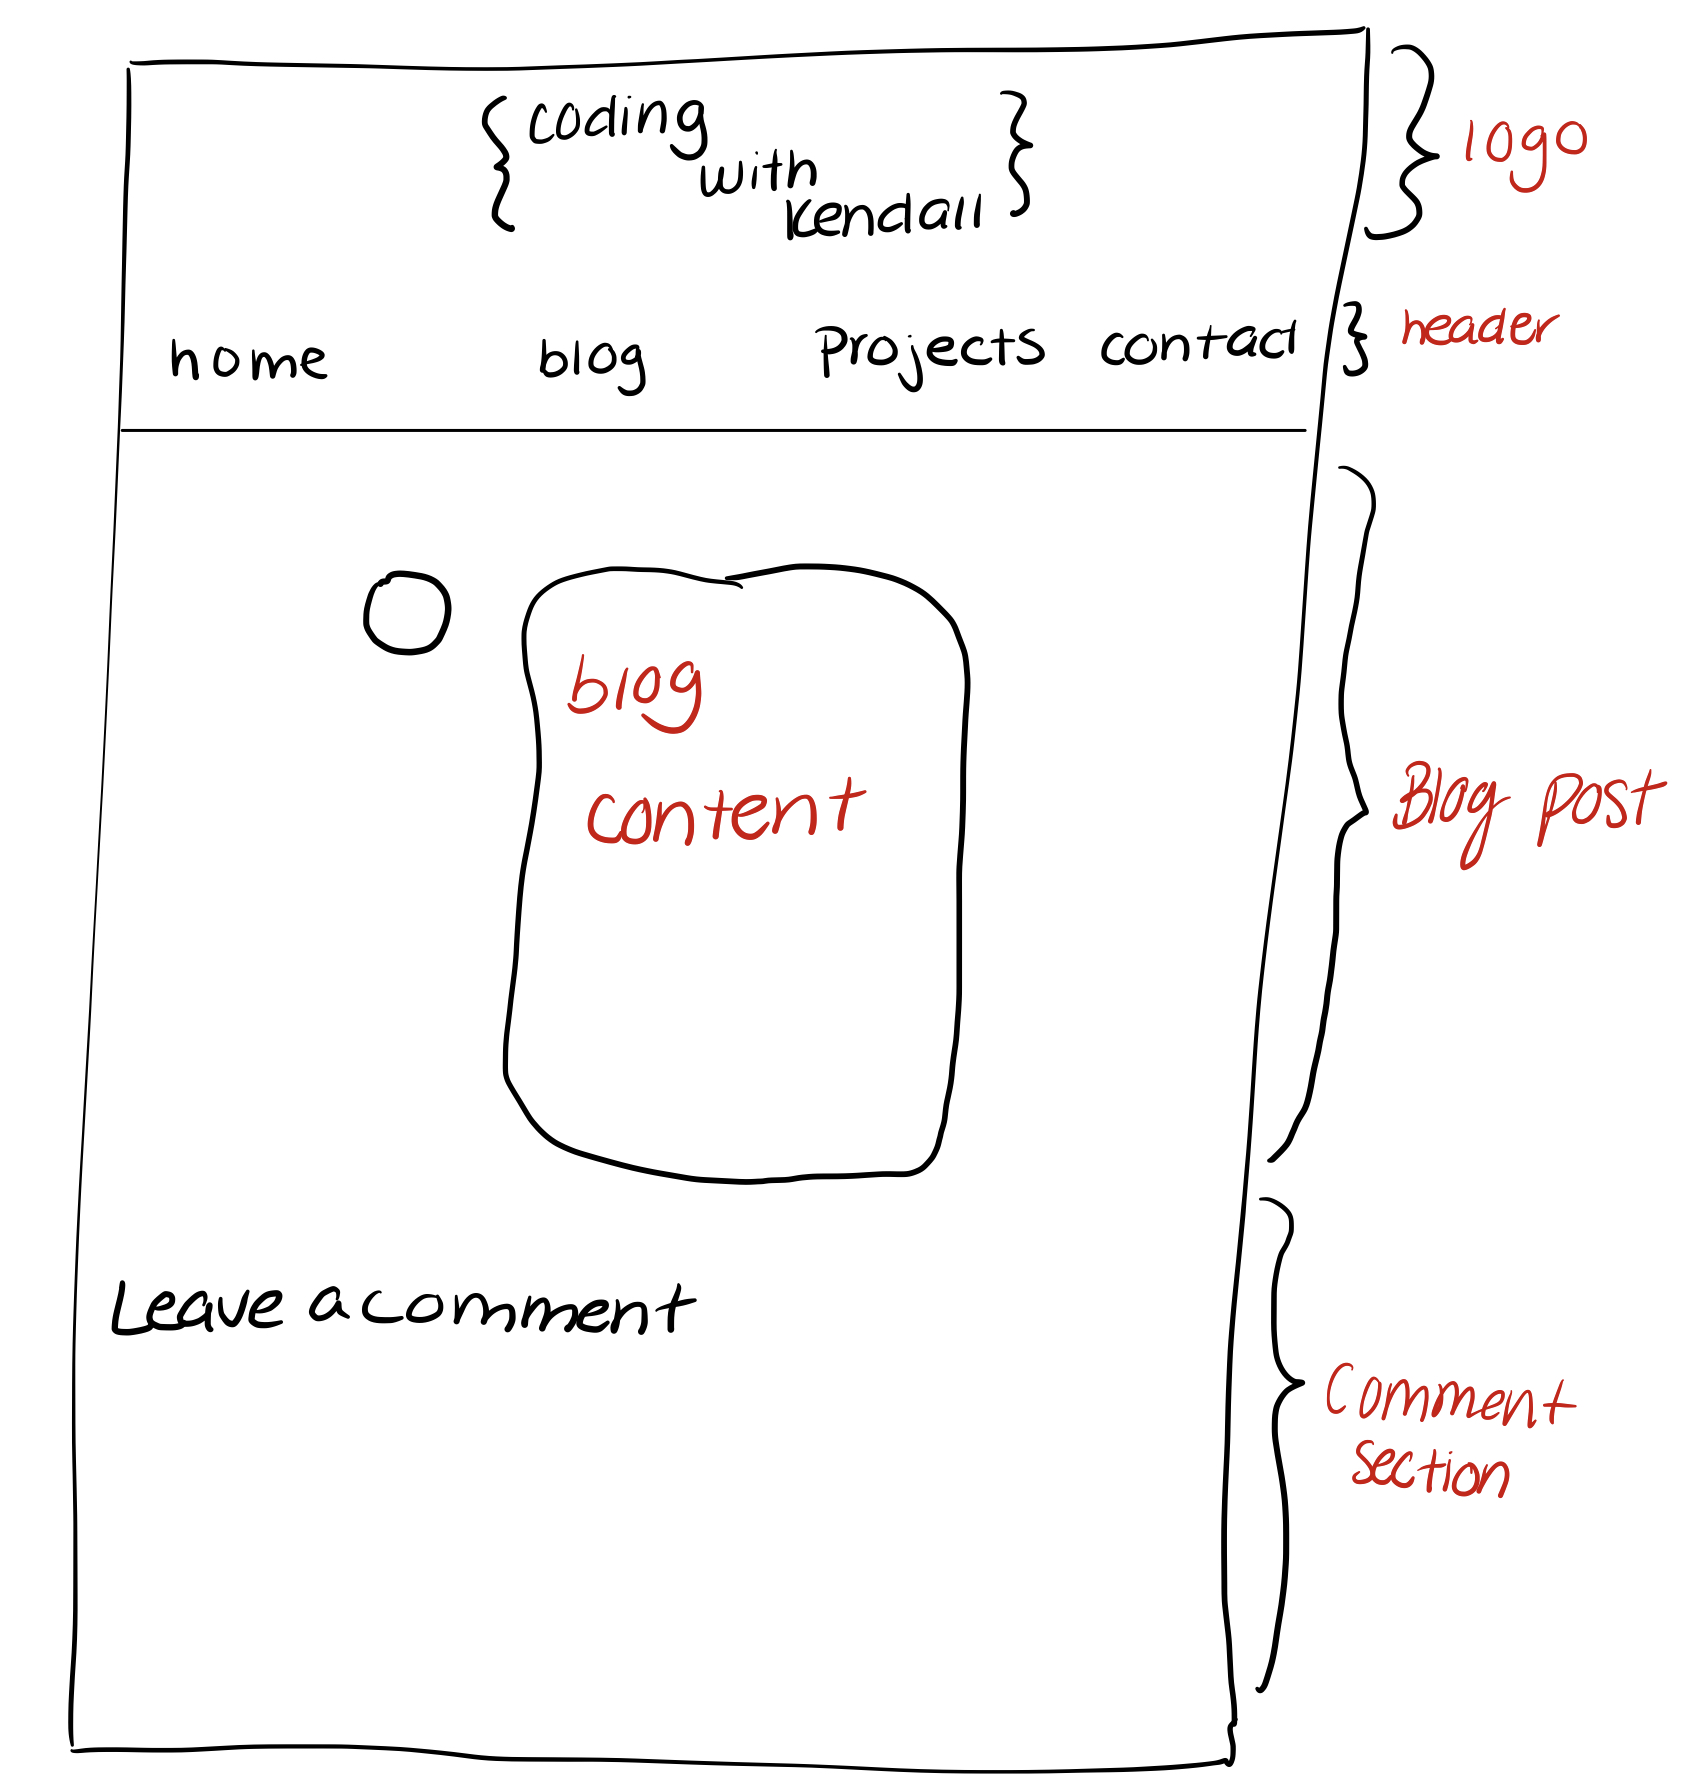 { coding }
with
kendall
logo
home blog projects contact } header
blog
content
Blog post
Leave a comment
Comment
section